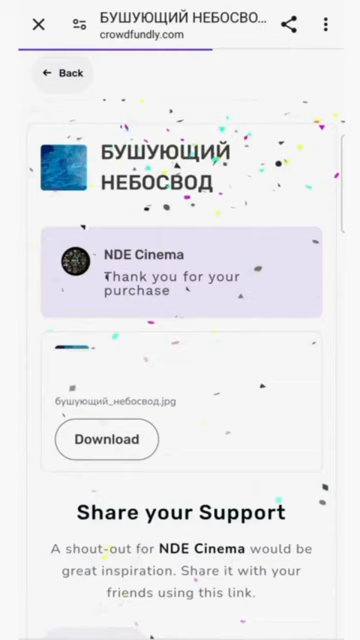 БУШУЮЩИЙ НЕБОСВО...
crowdfundly.com
Back
БУШУЮЩИЙ
НЕБОСВОД
NDE Cinema
Thank you for your
purchase
бушующий_небосвод.jpg
Download
Share your Support
A shout-out for NDE Cinema would be
great inspiration. Share it with your
friends using this link.